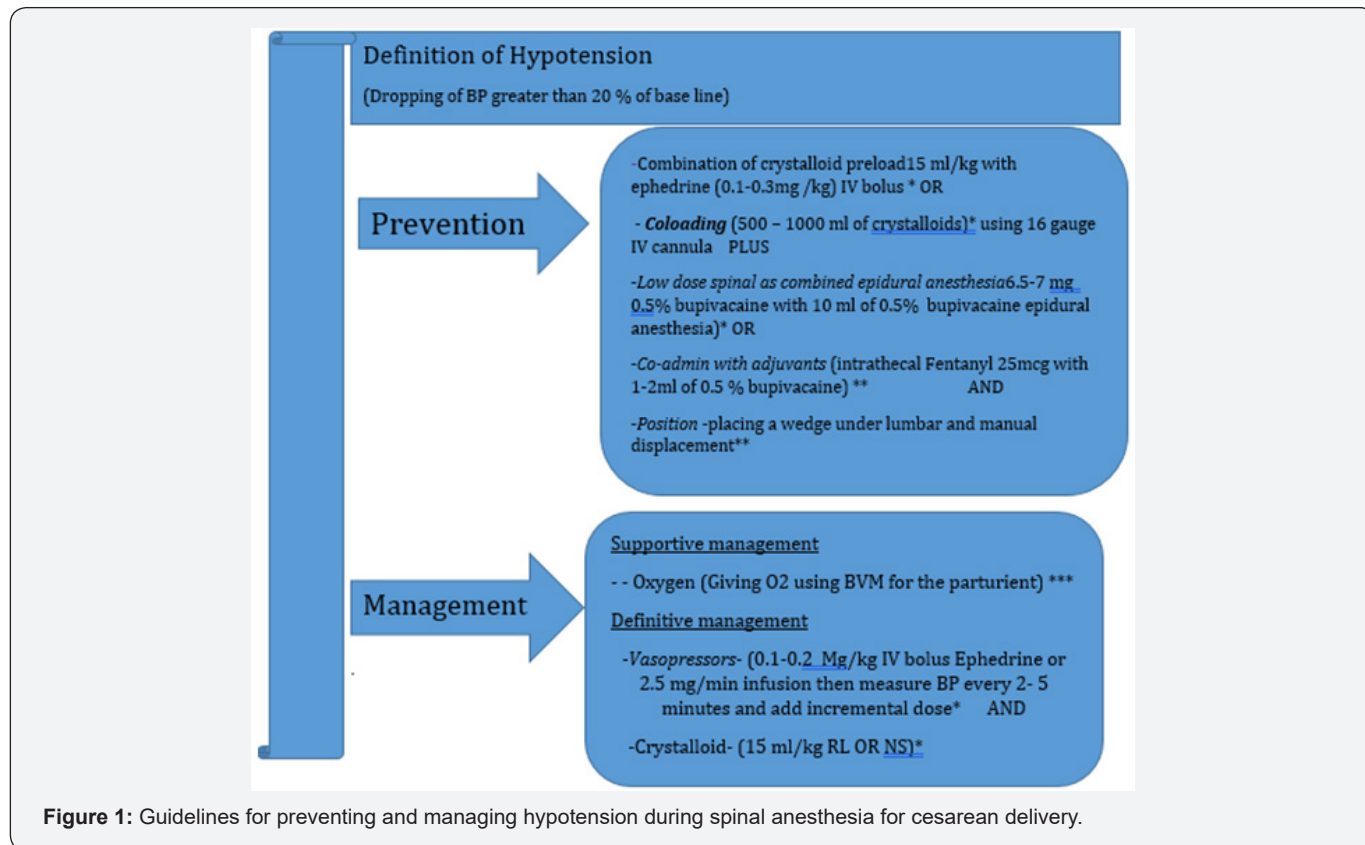 Definition of Hypotension
(Dropping of BP greater than 20 % of base line)
Prevention
-Combination of crystalloid preload15 ml/kg with
ephedrine (0.1-0.3mg /kg) IV bolus * OR
- Coloading (500 – 1000 ml of crystalloids)* using 16 gauge
IV cannula PLUS
-Low dose spinal as combined epidural anesthesia6.5-7 mg
0.5% bupivacaine with 10 ml of 0.5% bupivacaine epidural
anesthesia)* OR
-Co-admin with adjuvants (intrathecal Fentanyl 25mcg with
1-2ml of 0.5 % bupivacaine) ** AND
-Position -placing a wedge under lumbar and manual
displacement**
Management
Supportive management
- - Oxygen (Giving O2 using BVM for the parturient) ***
Definitive management
-Vasopressors- (0.1-0.2 Mg/kg IV bolus Ephedrine or
2.5 mg/min infusion then measure BP every 2- 5
minutes and add incremental dose* AND
-Crystalloid- (15 ml/kg RL OR NS)*
Figure 1: Guidelines for preventing and managing hypotension during spinal anesthesia for cesarean delivery.